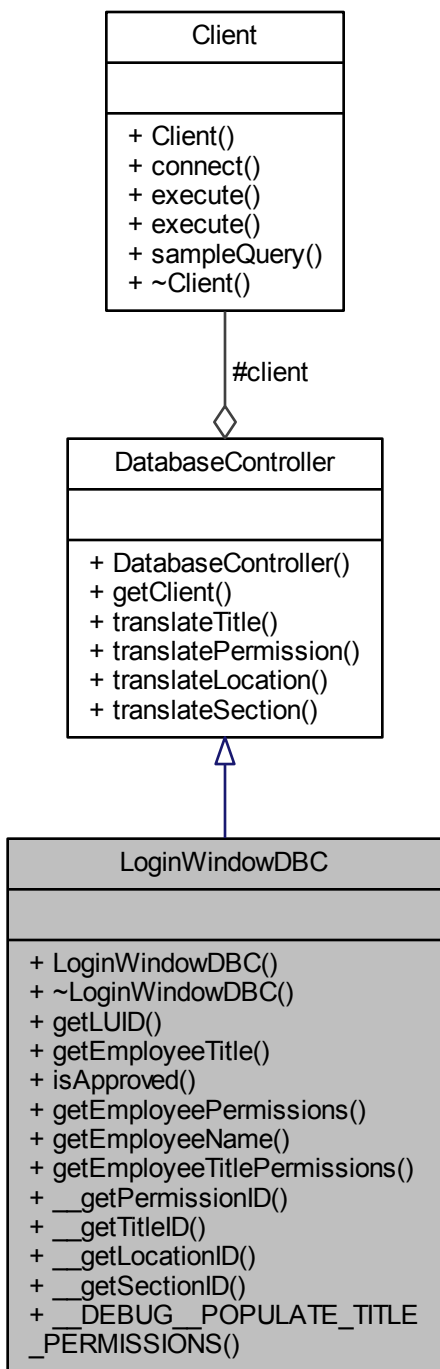 Client
+ Client()
+ connect()
+ execute()
+ execute()
+ sampleQuery()
+ ~Client()
#client
DatabaseController
+ DatabaseController()
+ getClient()
+ translateTitle()
+ translatePermission()
+ translateLocation()
+ translateSection()
LoginWindowDBC
+ LoginWindowDBC()
+ ~LoginWindowDBC()
+ getLUID()
+ getEmployeeTitle()
+ isApproved()
+ getEmployeePermissions()
+ getEmployeeName()
+ getEmployeeTitlePermissions()
+ __getPermissionID()
+ __getTitleID()
+ __getLocationID()
+ __getSectionID()
+ __DEBUG__POPULATE_TITLE
_PERMISSIONS()